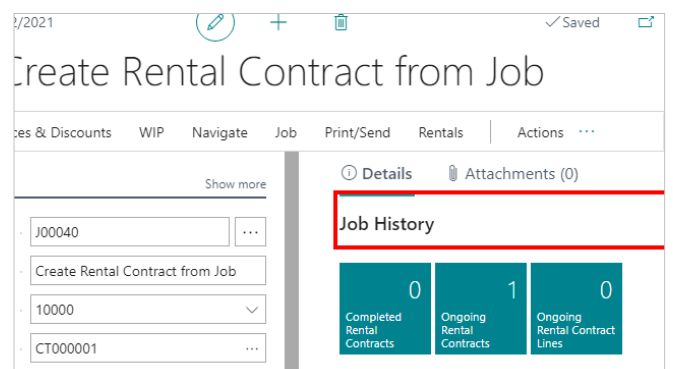 2/2021
Saved
Create Rental Contract from Job
ces & Discounts WIP Navigate Job Print/Send Rentals Actions ...
Show more
J00040 ...
Create Rental Contract from Job
10000
CT000001 ...
Details Attachments (0)
Job History
0
Completed
Rental
Contracts
1
Ongoing
Rental
Contracts
0
Ongoing
Rental Contract
Lines